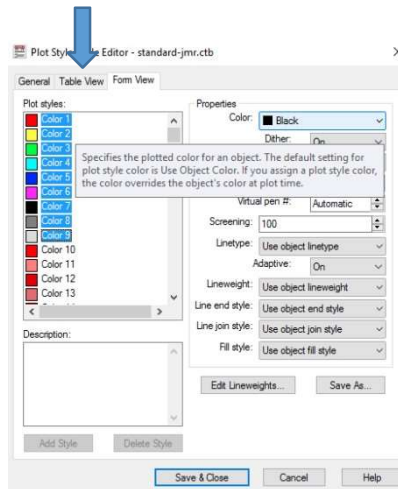 Editor - standard-jmr.ctb
General Table View Form View
Plot styles:
Color 1
Color 2
Color 3
Color 4
Color 5
Color 6
Color 7
Color 8
Color 9
Color 10
Color 11
Color 12
Color 13
Description:
Add Style Delete Style
Properties
Color: Black
Dither: On
Specifies the plotted color for an object. The default setting for
plot style color is Use Object Color. If you assign a plot style color,
the color overrides the object's color at plot time.
Virtual pen #: Automatic
Screening: 100
Linetype: Use object linetype
Adaptive: On
Lineweight: Use object lineweight
Line end style: Use object end style
Line join style: Use object join style
Fill style: Use object fill style
Edit Lineweights... Save As...
Save & Close Cancel Help